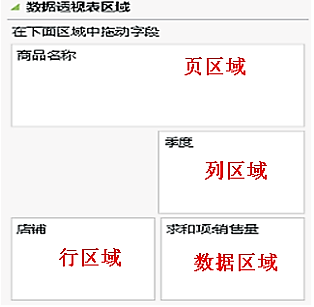 数据透视表区域
在下面区域中拖动字段
商品名称
页区域
季度
列区域
店铺
行区域
求和项:销售量
数据区域